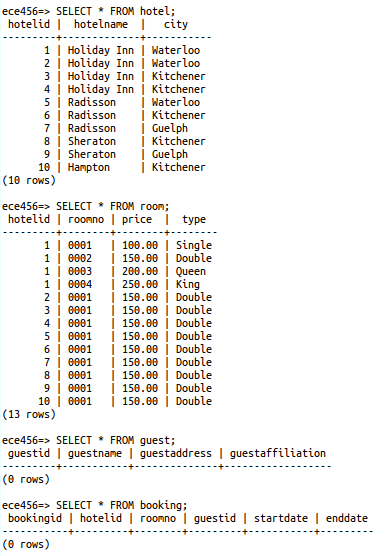 ece456=> SELECT * FROM hotel;
 hotelid |  hotelname  |   city
---------+-------------+-----------
       1 | Holiday Inn | Waterloo
       2 | Holiday Inn | Waterloo
       3 | Holiday Inn | Kitchener
       4 | Holiday Inn | Kitchener
       5 | Radisson    | Waterloo
       6 | Radisson    | Kitchener
       7 | Radisson    | Guelph
       8 | Sheraton    | Kitchener
       9 | Sheraton    | Guelph
      10 | Hampton     | Kitchener
(10 rows)

ece456=> SELECT * FROM room;
 hotelid | roomno | price  |  type
---------+--------+--------+--------
       1 | 0001   | 100.00 | Single
       1 | 0002   | 150.00 | Double
       1 | 0003   | 200.00 | Queen
       1 | 0004   | 250.00 | King
       2 | 0001   | 150.00 | Double
       3 | 0001   | 150.00 | Double
       4 | 0001   | 150.00 | Double
       5 | 0001   | 150.00 | Double
       6 | 0001   | 150.00 | Double
       7 | 0001   | 150.00 | Double
       8 | 0001   | 150.00 | Double
       9 | 0001   | 150.00 | Double
      10 | 0001   | 150.00 | Double
(13 rows)

ece456=> SELECT * FROM guest;
 guestid | guestname | guestaddress | guestaffiliation
---------+-----------+--------------+------------------
(0 rows)

ece456=> SELECT * FROM booking;
 bookingid | hotelid | roomno | guestid | startdate | enddate
-----------+---------+--------+---------+-----------+---------
(0 rows)